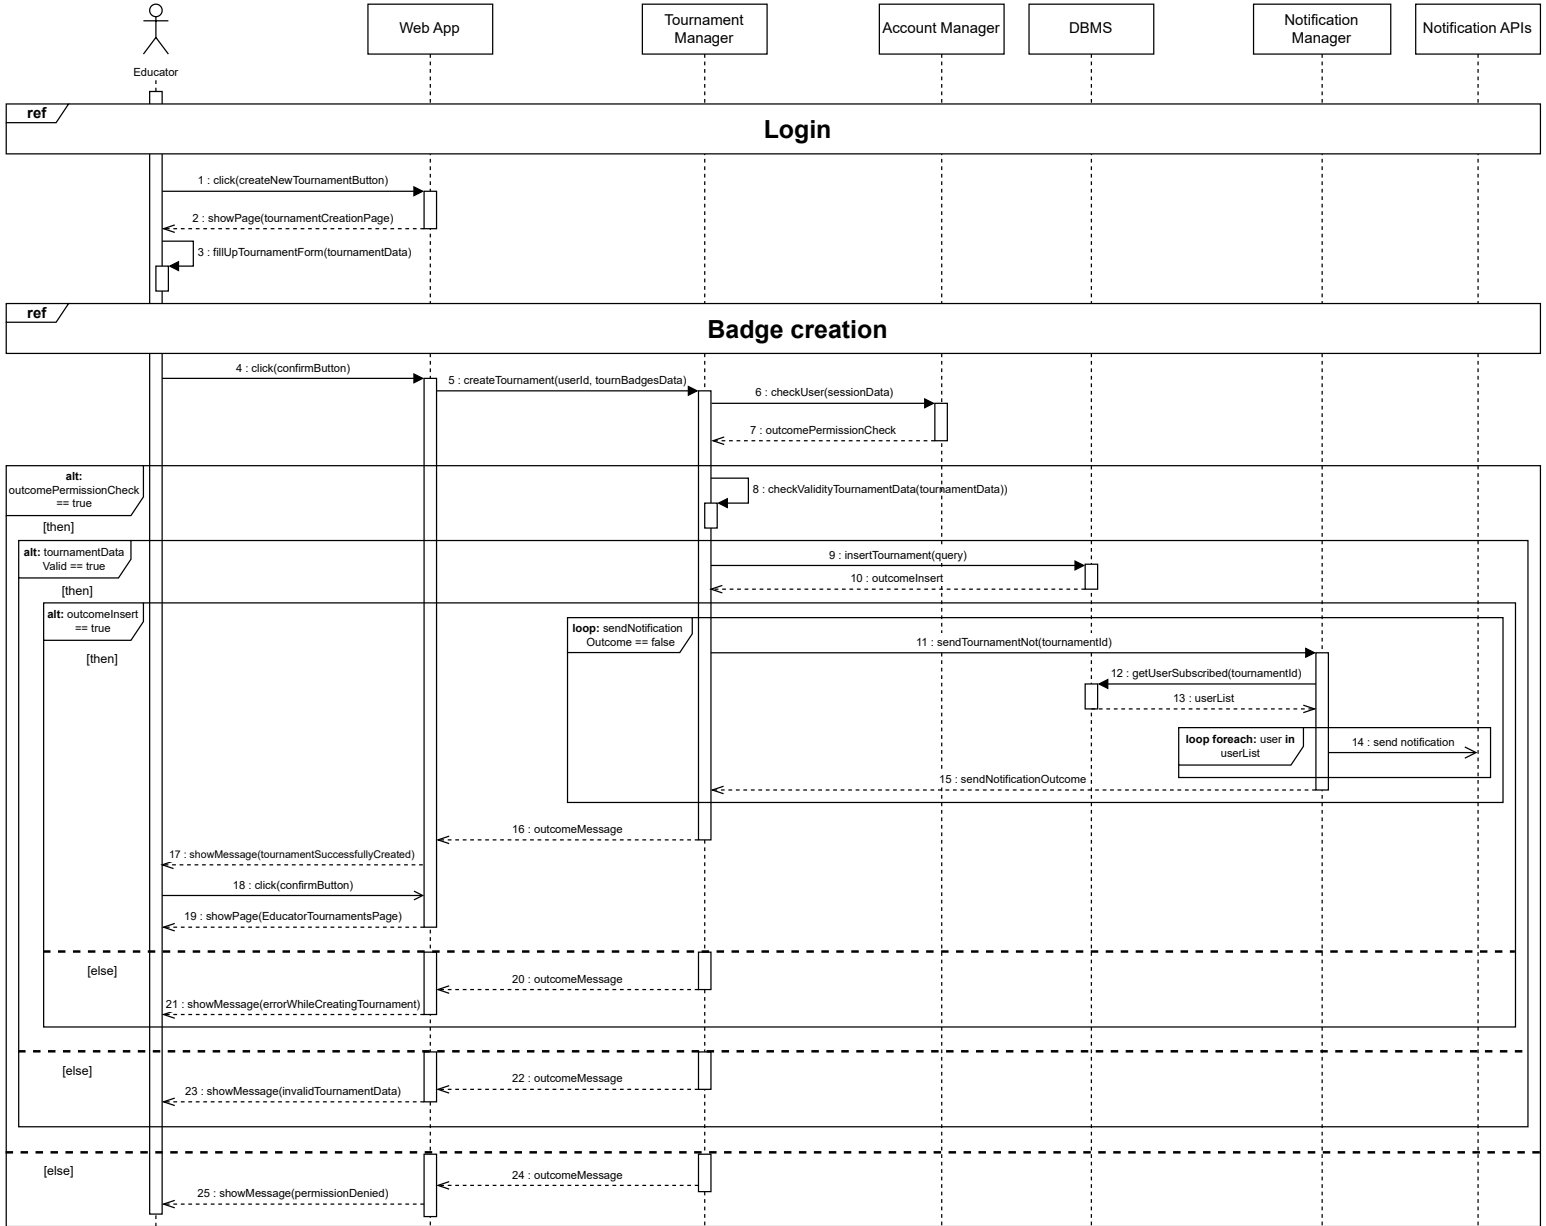 Educator
Web App
Tournament
Manager
Account Manager
DBMS
Notification
Manager
Notification APIs
ref
Login
1 : click(createNewTournamentButton)
2 : showPage(tournamentCreationPage)
3 : fillUpTournamentForm(tournamentData)
ref
Badge creation
4 : click(confirmButton)
5 : createTournament(userId, tournBadgesData)
6 : checkUser(sessionData)
7 : outcomePermissionCheck
alt:
outcomePermissionCheck
== true
[then]
8 : checkValidityTournamentData(tournamentData))
alt: tournamentData
Valid == true
[then]
9 : insertTournament(query)
10 : outcomeInsert
alt: outcomeInsert
== true
[then]
loop: sendNotification
Outcome == false
11 : sendTournamentNot(tournamentId)
12 : getUserSubscribed(tournamentId)
13 : userList
loop foreach: user in
userList
14 : send notification
15 : sendNotificationOutcome
16 : outcomeMessage
17 : showMessage(tournamentSuccessfullyCreated)
18 : click(confirmButton)
19 : showPage(EducatorTournamentsPage)
[else]
20 : outcomeMessage
21 : showMessage(errorWhileCreatingTournament)
[else]
22 : outcomeMessage
23 : showMessage(invalidTournamentData)
[else]
24 : outcomeMessage
25 : showMessage(permissionDenied)